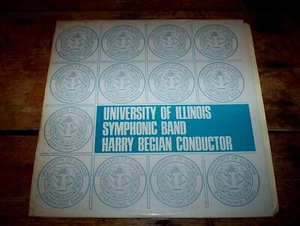 UNIVERSITY OF ILLINOIS
SYMPHONIC BAND
HARRY BEGIAN CONDUCTOR